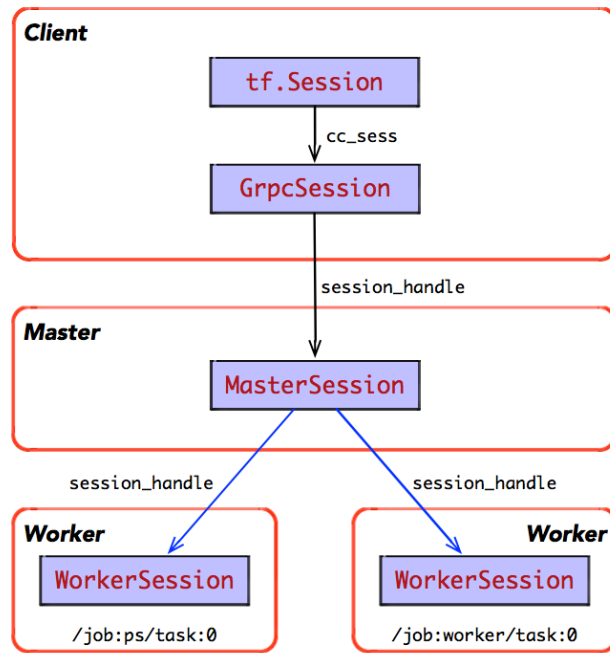 Client
tf.Session
cc_sess
GrpcSession
session_handle
Master
MasterSession
session_handle
session_handle
Worker
Worker
WorkerSession
WorkerSession
/job:ps/task:0
/job:worker/task:0